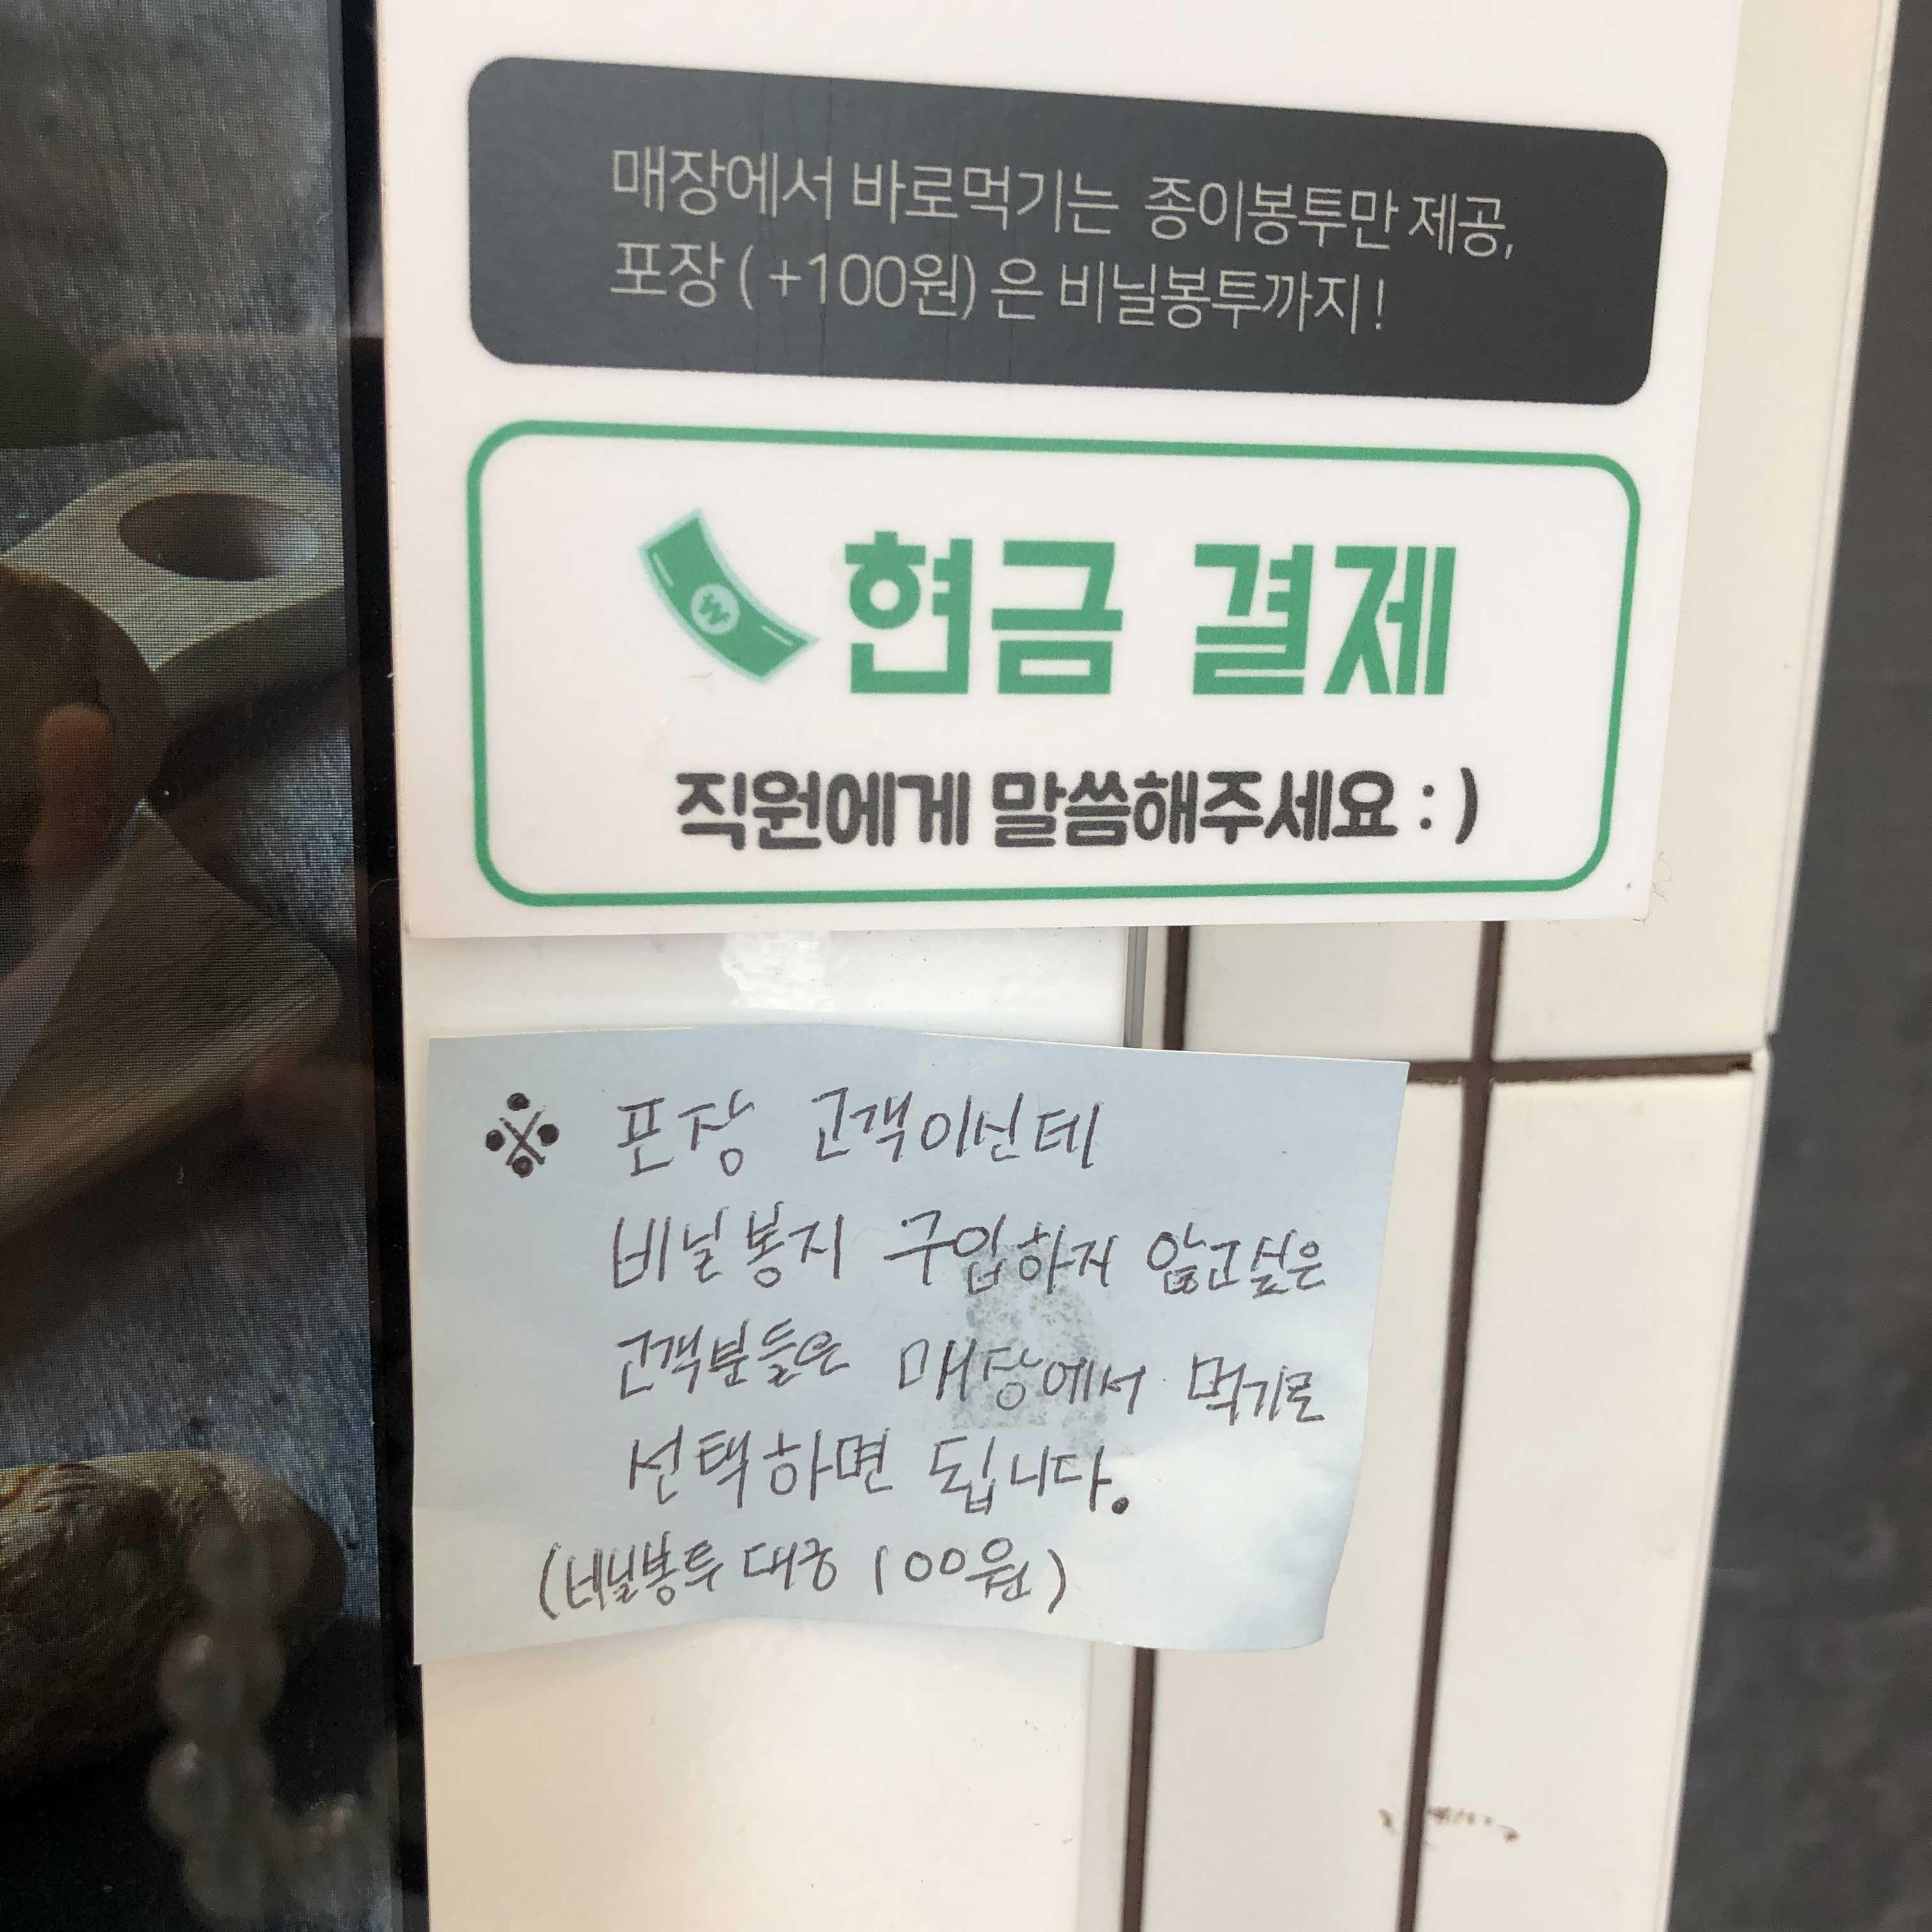 매장에서 바로먹기는 종이봉투만 제공,
포장 ( +100원) 은 비닐봉투까지!
현금 결제
직원에게 말씀해주세요 : )
※ 포장 고객이신데
비닐봉지 구입하지 않고싶은
고객분들은 매장에서 먹기로
선택하면 됩니다.
(비닐봉투 대금 100원)